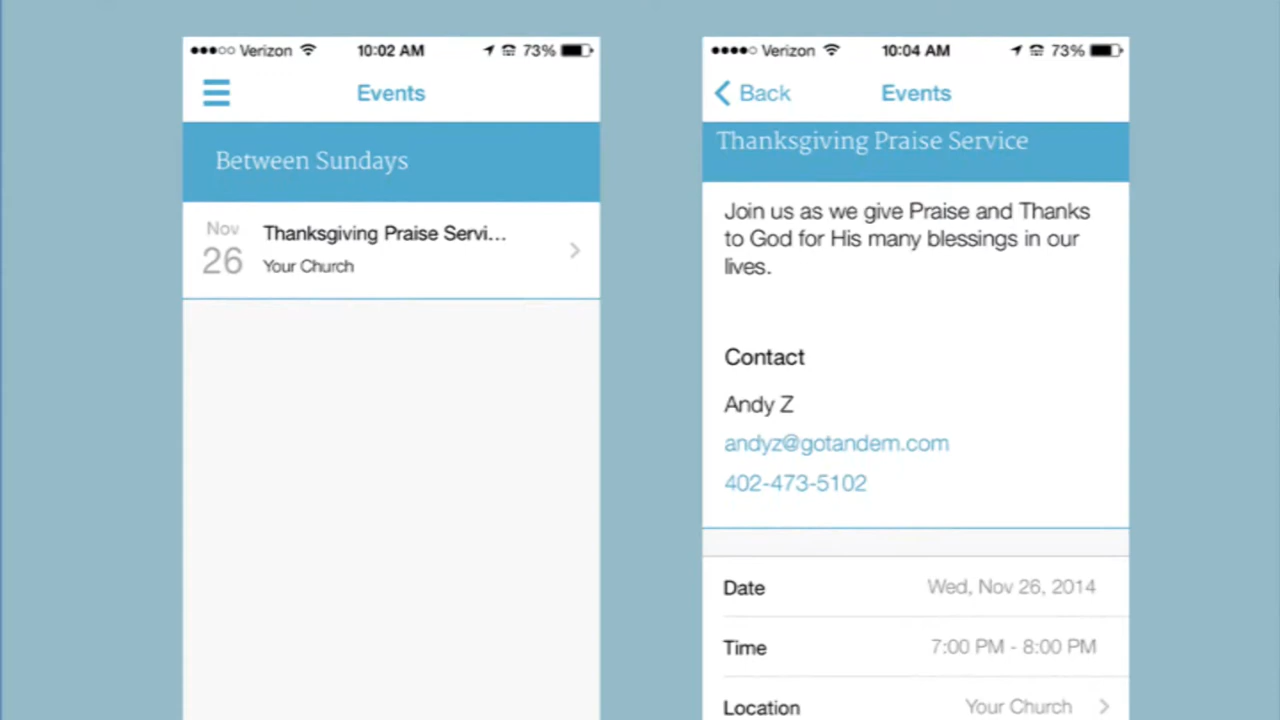 Verizon 10:02 AM 73%
Events
Between Sundays
Nov
26
Thanksgiving Praise Servi...
Your Church
Verizon 10:04 AM 73%
Back Events
Thanksgiving Praise Service
Join us as we give Praise and Thanks
to God for His many blessings in our
lives.
Contact
Andy Z
andyz@gotandem.com
402-473-5102
Date Wed, Nov 26, 2014
Time 7:00 PM - 8:00 PM
Location Your Church